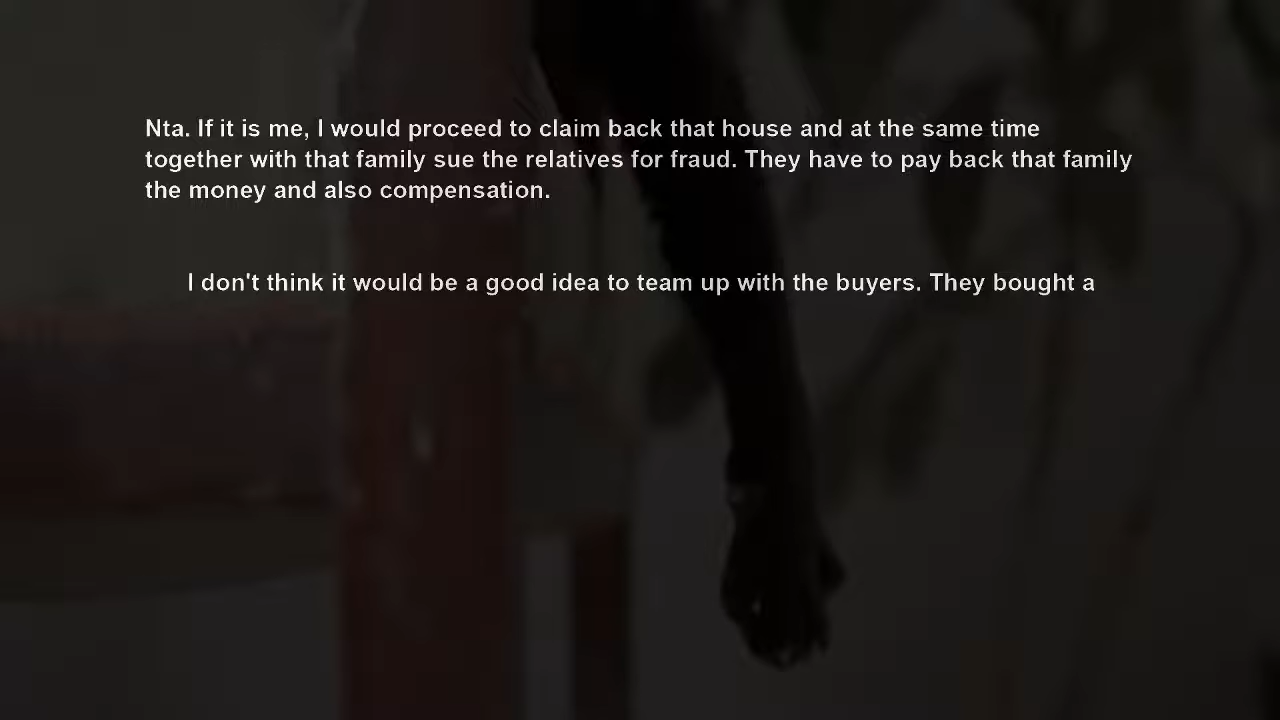 Nta. If it is me, I would proceed to claim back that house and at the same time
together with that family sue the relatives for fraud. They have to pay back that family
the money and also compensation.
I don't think it would be a good idea to team up with the buyers. They bought a